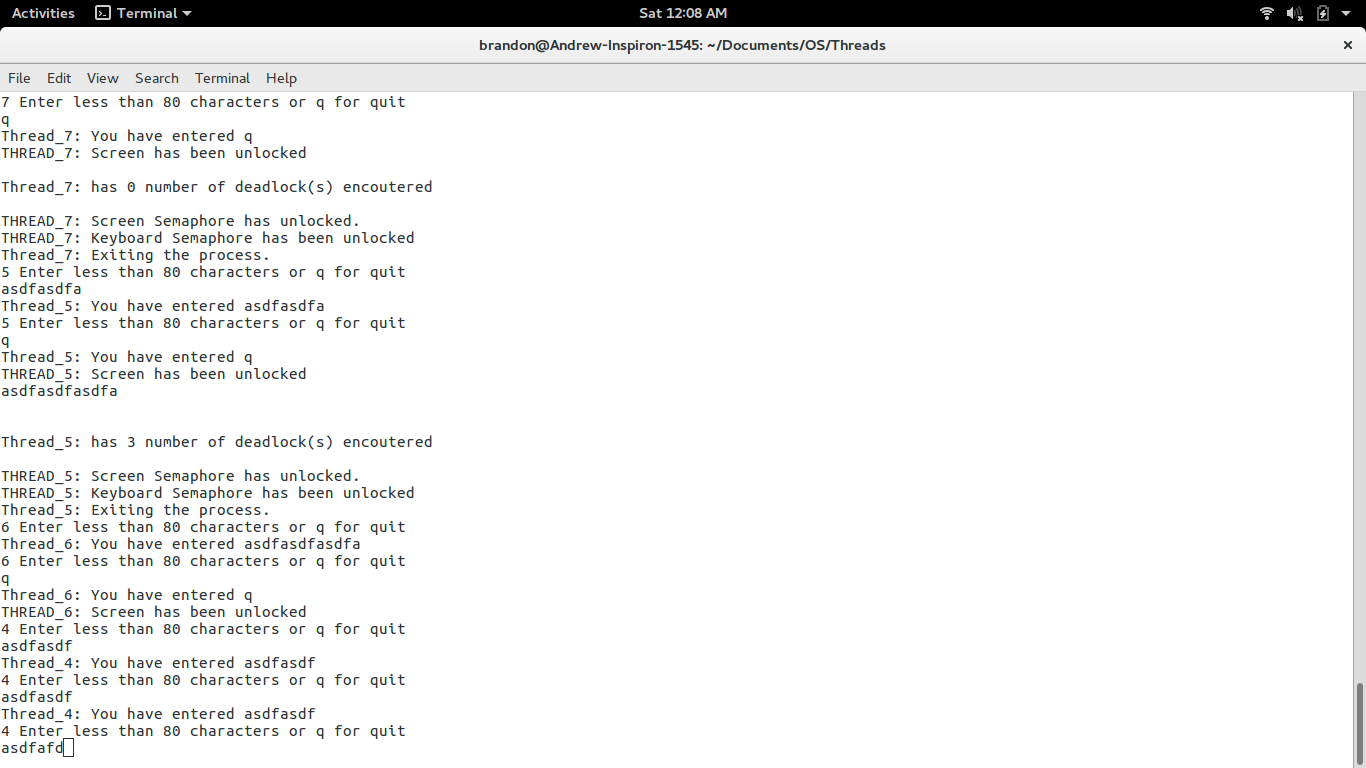 Activities Terminal Sat 12:08 AM
brandon@Andrew-Inspiron-1545: ~/Documents/OS/Threads
File Edit View Search Terminal Help
7 Enter less than 80 characters or q for quit
q
Thread_7: You have entered q
THREAD_7: Screen has been unlocked
Thread_7: has 0 number of deadlock(s) encoutered
THREAD_7: Screen Semaphore has unlocked.
THREAD_7: Keyboard Semaphore has been unlocked
Thread_7: Exiting the process.
5 Enter less than 80 characters or q for quit
asdfasdfa
Thread_5: You have entered asdfasdfa
5 Enter less than 80 characters or q for quit
q
Thread_5: You have entered q
THREAD_5: Screen has been unlocked
asdfasdfasdfa
Thread_5: has 3 number of deadlock(s) encoutered
THREAD_5: Screen Semaphore has unlocked.
THREAD_5: Keyboard Semaphore has been unlocked
Thread_5: Exiting the process.
6 Enter less than 80 characters or q for quit
Thread_6: You have entered asdfasdfasdfa
6 Enter less than 80 characters or q for quit
q
Thread_6: You have entered q
THREAD_6: Screen has been unlocked
4 Enter less than 80 characters or q for quit
asdfasdf
Thread_4: You have entered asdfasdf
4 Enter less than 80 characters or q for quit
asdfasdf
Thread_4: You have entered asdfasdf
4 Enter less than 80 characters or q for quit
asdfafd